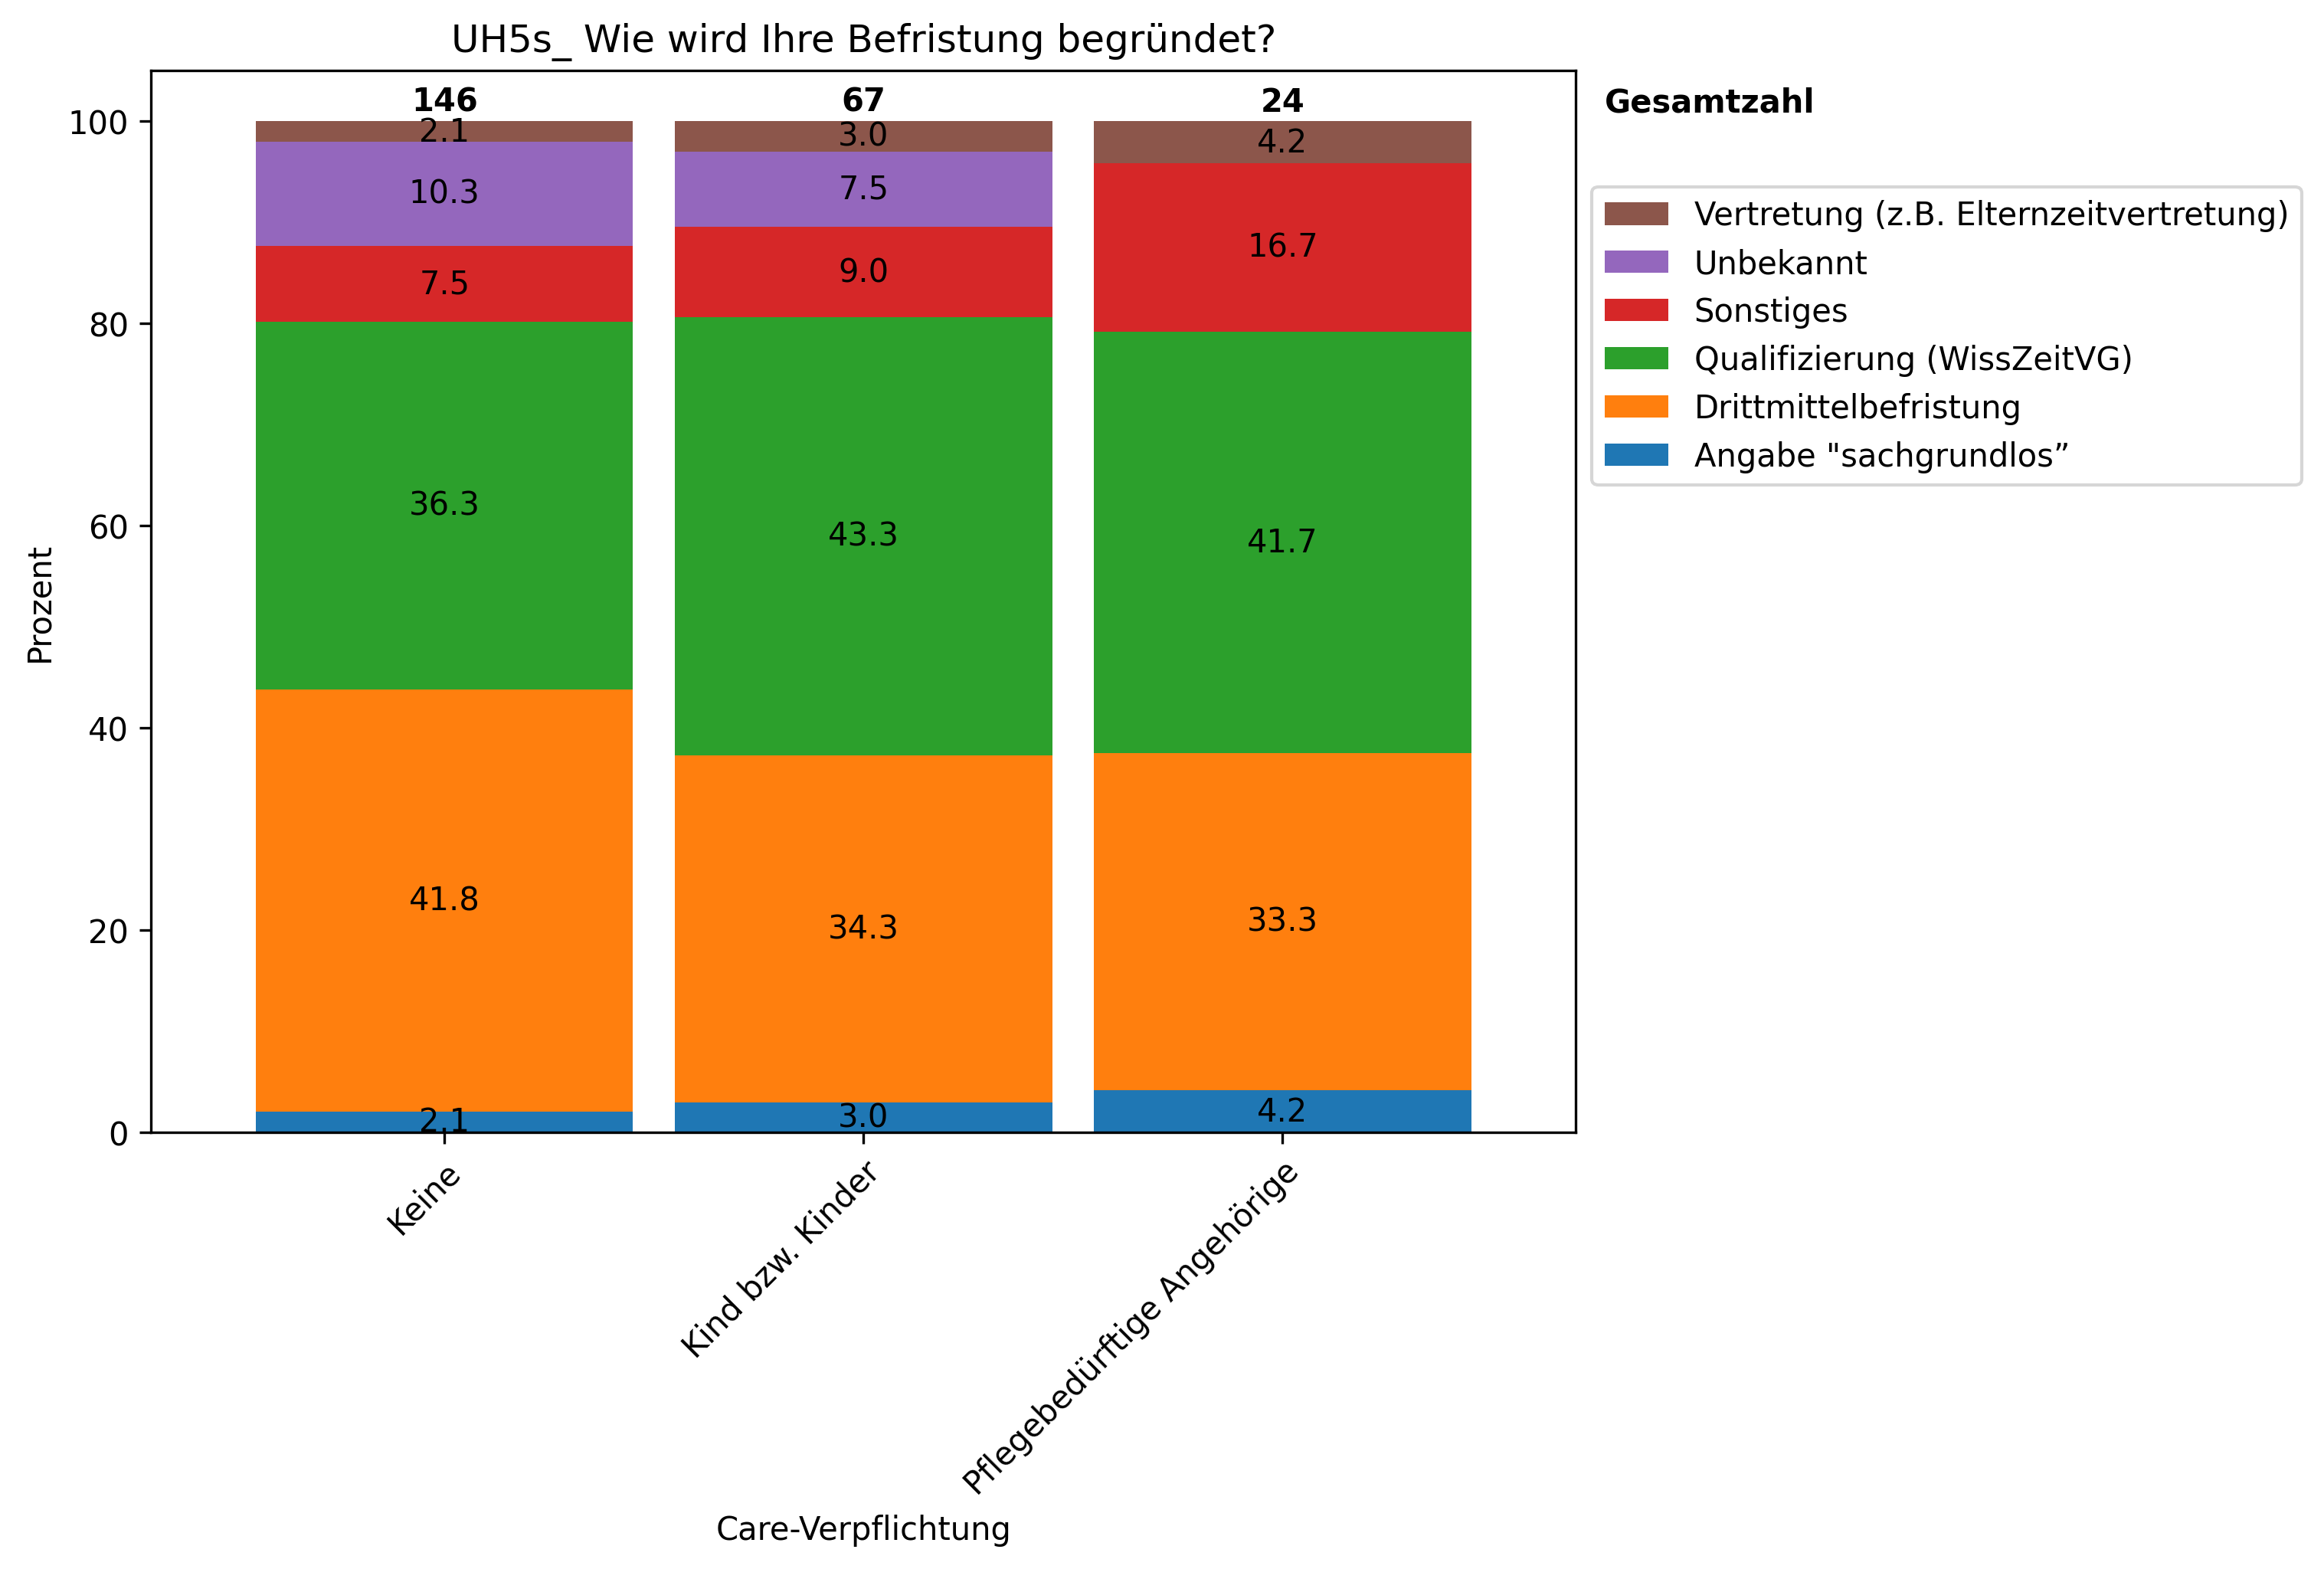 UH5s_ Wie wird Ihre Befristung begründet?
146 67 24 Gesamtzahl
100
80
60
40
20
0
Prozent
2.1
10.3
7.5
36.3
41.8
2.1
3.0
7.5
9.0
43.3
34.3
3.0
4.2
16.7
41.7
33.3
4.2
Vertretung (z.B. Elternzeitvertretung)
Unbekannt
Sonstiges
Qualifizierung (WissZeitVG)
Drittmittelbefristung
Angabe "sachgrundlos”
Keine
Kind bzw. Kinder
Pflegebedürftige Angehörige
Care-Verpflichtung